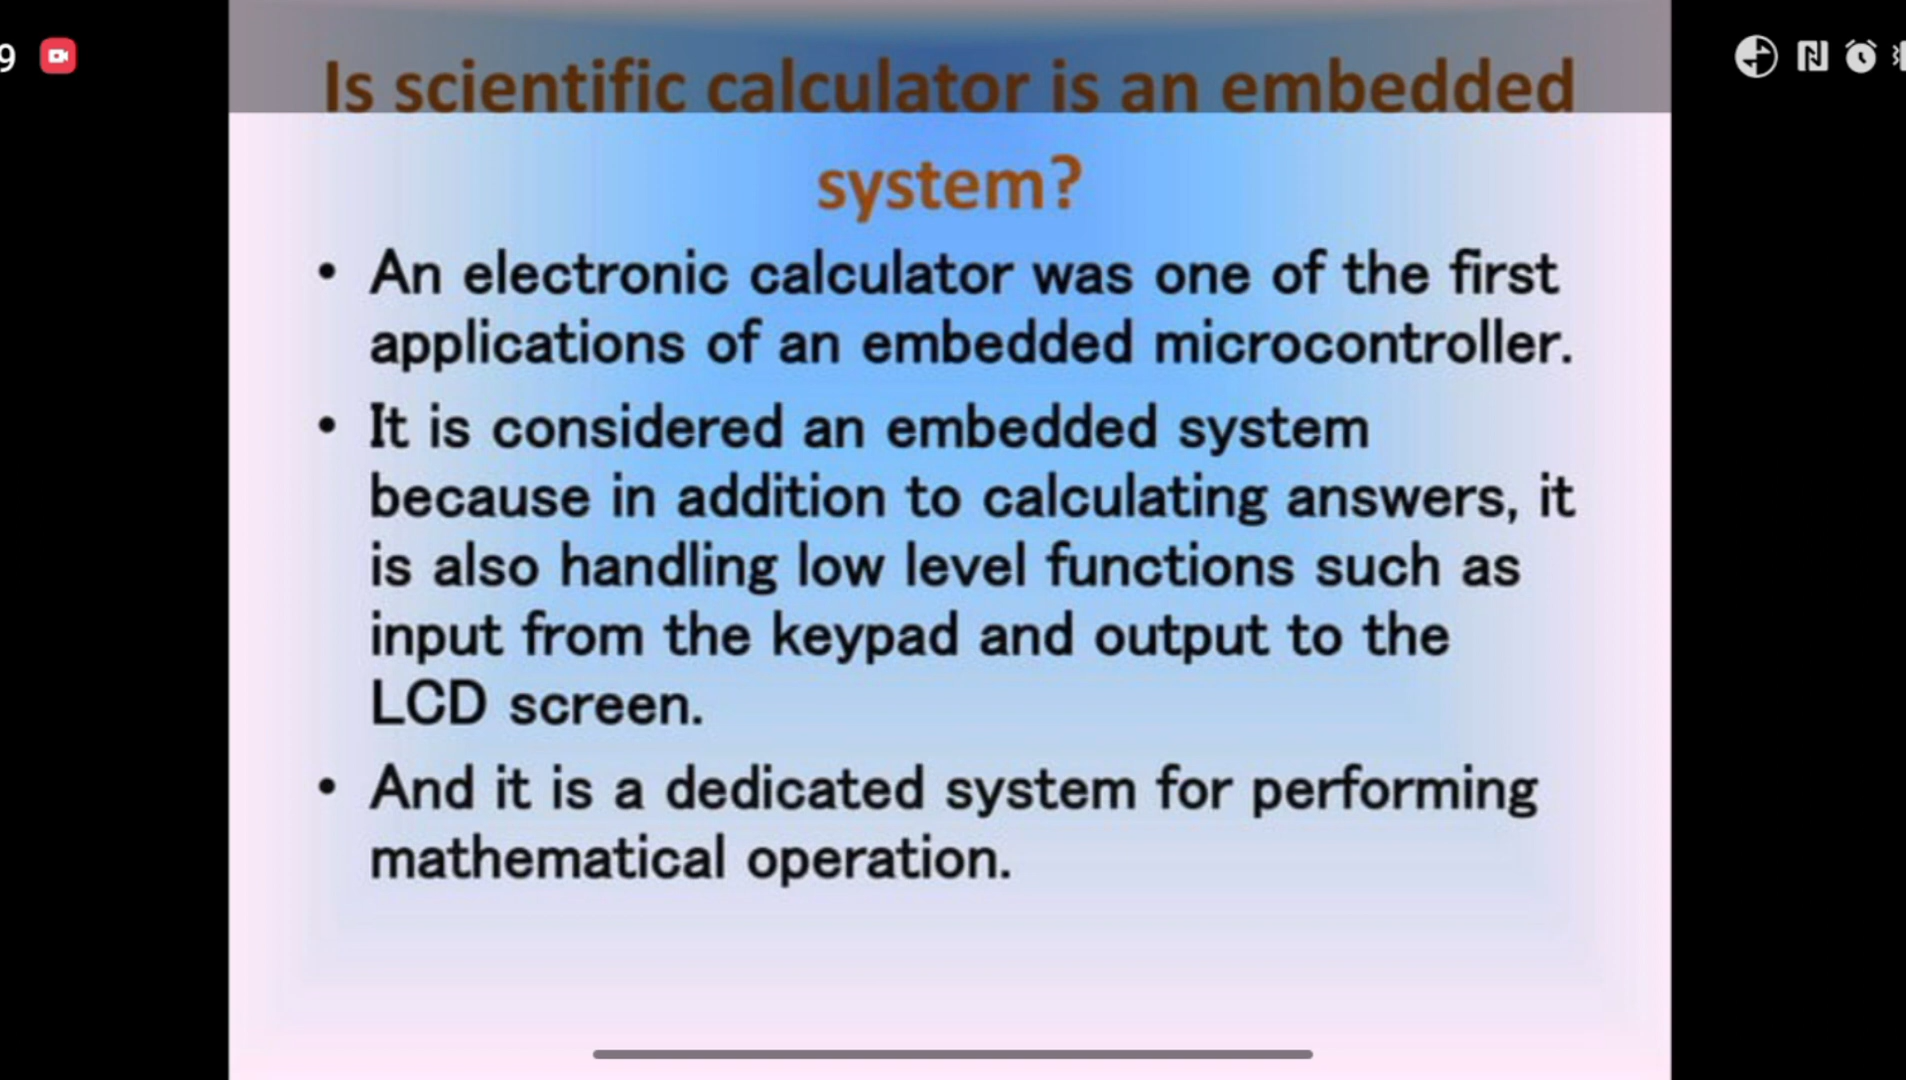 9
Is scientific calculator is an embedded
system?
• An electronic calculator was one of the first
applications of an embedded microcontroller.
• It is considered an embedded system
because in addition to calculating answers, it
is also handling low level functions such as
input from the keypad and output to the
LCD screen.
• And it is a dedicated system for performing
mathematical operation.